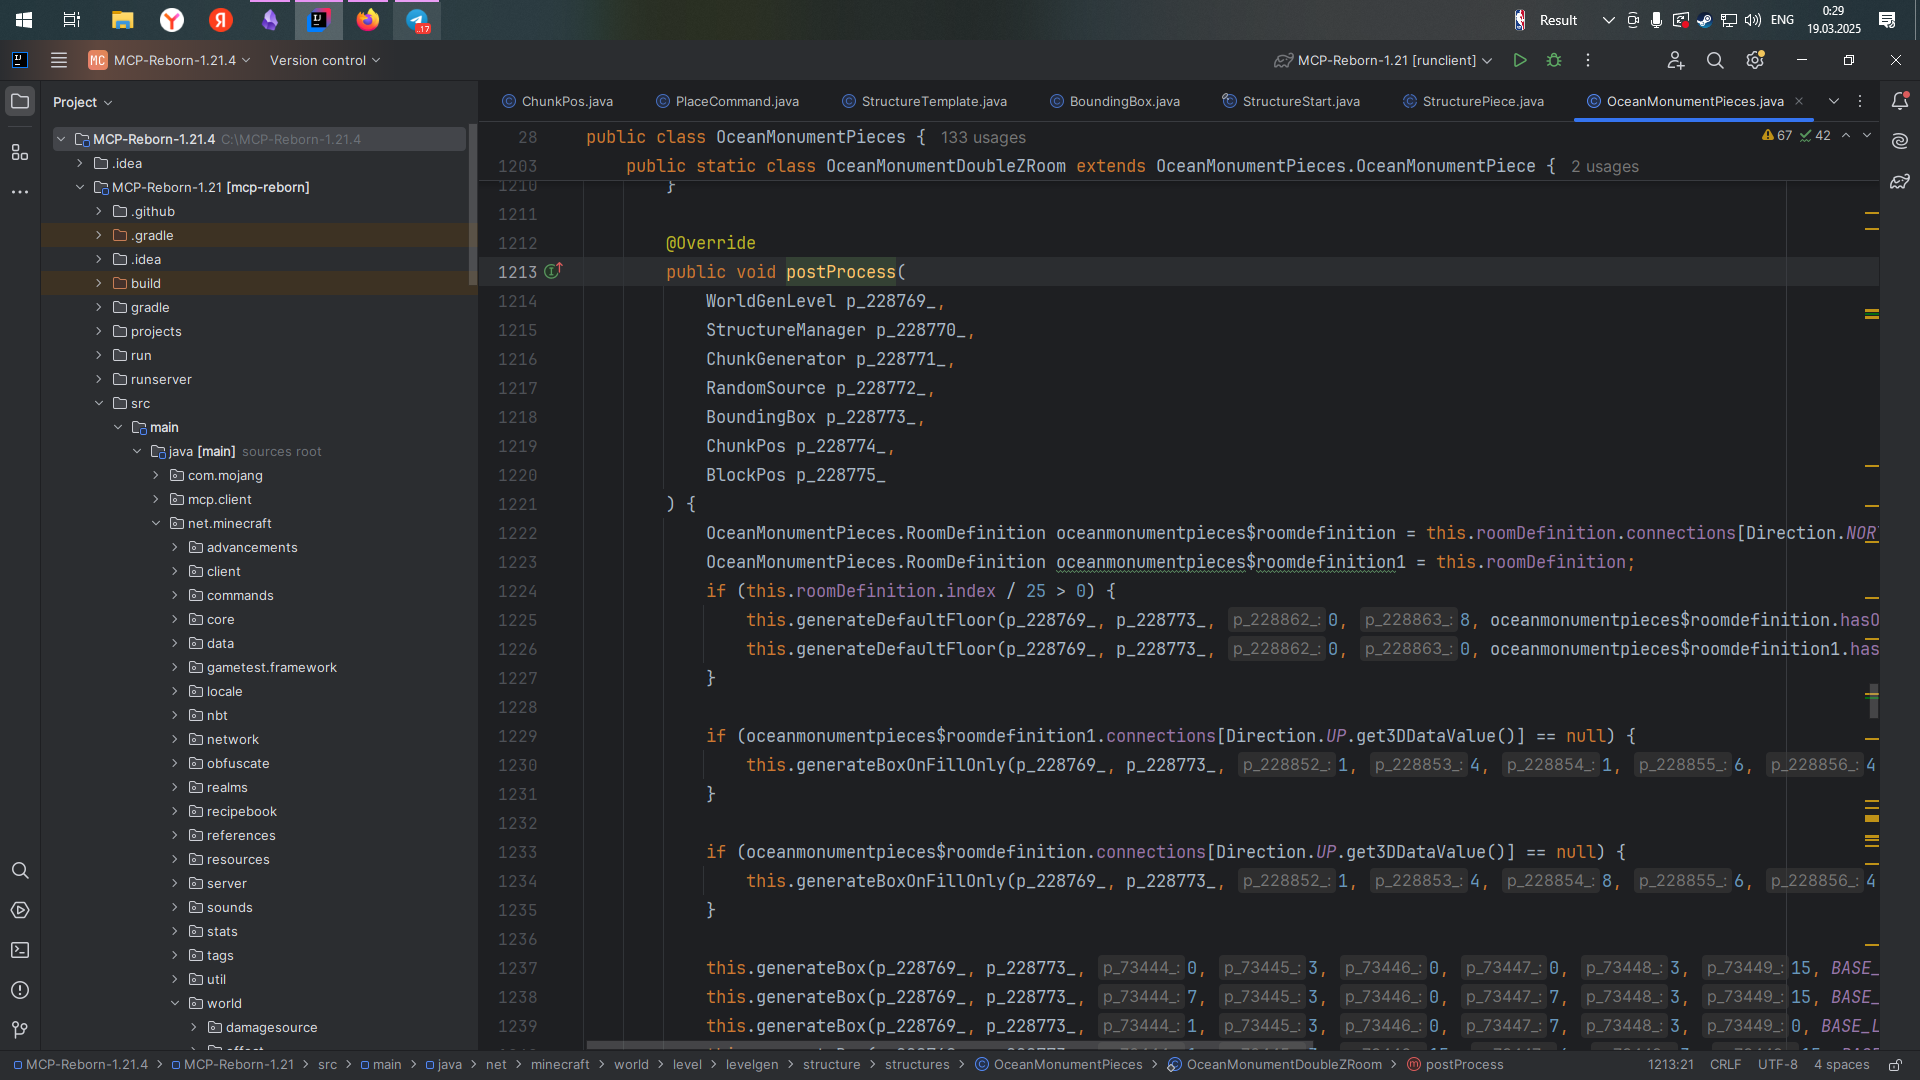 Result
ENG
0:29
19.03.2025
17
MC MCP-Reborn-1.21.4
Version control
MCP-Reborn-1.21 [runclient]
Project
MCP-Reborn-1.21.4 C:\MCP-Reborn-1.21.4
.idea
MCP-Reborn-1.21 [mcp-reborn]
.github
.gradle
.idea
build
gradle
projects
run
runserver
src
main
java [main] sources root
com.mojang
mcp.client
net.minecraft
advancements
client
commands
core
data
gametest.framework
locale
nbt
network
obfuscate
realms
recipebook
references
resources
server
sounds
stats
tags
util
world
damagesource
ChunkPos.java
PlaceCommand.java
StructureTemplate.java
BoundingBox.java
StructureStart.java
StructurePiece.java
OceanMonumentPieces.java
67 42
28 public class OceanMonumentPieces { 133 usages
1203 public static class OceanMonumentDoubleZRoom extends OceanMonumentPieces.OceanMonumentPiece { 2 usages
1210 }
1211
1212 @Override
1213 public void postProcess(
1214 WorldGenLevel p_228769_,
1215 StructureManager p_228770_,
1216 ChunkGenerator p_228771_,
1217 RandomSource p_228772_,
1218 BoundingBox p_228773_,
1219 ChunkPos p_228774_,
1220 BlockPos p_228775_
1221 ) {
1222 OceanMonumentPieces.RoomDefinition oceanmonumentpieces$roomdefinition = this.roomDefinition.connections[Direction.NOR
1223 OceanMonumentPieces.RoomDefinition oceanmonumentpieces$roomdefinition1 = this.roomDefinition;
1224 if (this.roomDefinition.index / 25 > 0) {
1225 this.generateDefaultFloor(p_228769_, p_228773_, p_228862_: 0, p_228863_: 8, oceanmonumentpieces$roomdefinition.hasO
1226 this.generateDefaultFloor(p_228769_, p_228773_, p_228862_: 0, p_228863_: 0, oceanmonumentpieces$roomdefinition1.has
1227 }
1228
1229 if (oceanmonumentpieces$roomdefinition1.connections[Direction.UP.get3DDataValue()] == null) {
1230 this.generateBoxOnFillOnly(p_228769_, p_228773_, p_228852_: 1, p_228853_: 4, p_228854_: 1, p_228855_: 6, p_228856_: 4
1231 }
1232
1233 if (oceanmonumentpieces$roomdefinition.connections[Direction.UP.get3DDataValue()] == null) {
1234 this.generateBoxOnFillOnly(p_228769_, p_228773_, p_228852_: 1, p_228853_: 4, p_228854_: 8, p_228855_: 6, p_228856_: 4
1235 }
1236
1237 this.generateBox(p_228769_, p_228773_, p_73444_: 0, p_73445_: 3, p_73446_: 0, p_73447_: 0, p_73448_: 3, p_73449_: 15, BASE_
1238 this.generateBox(p_228769_, p_228773_, p_73444_: 7, p_73445_: 3, p_73446_: 0, p_73447_: 7, p_73448_: 3, p_73449_: 15, BASE_
1239 this.generateBox(p_228769_, p_228773_, p_73444_: 1, p_73445_: 3, p_73446_: 0, p_73447_: 7, p_73448_: 3, p_73449_: 0, BASE_L
MCP-Reborn-1.21.4 > MCP-Reborn-1.21 > src > main > java > net > minecraft > world > level > levelgen > structure > structures > OceanMonumentPieces > OceanMonumentDoubleZRoom > postProcess
1213:21 CRLF UTF-8 4 spaces